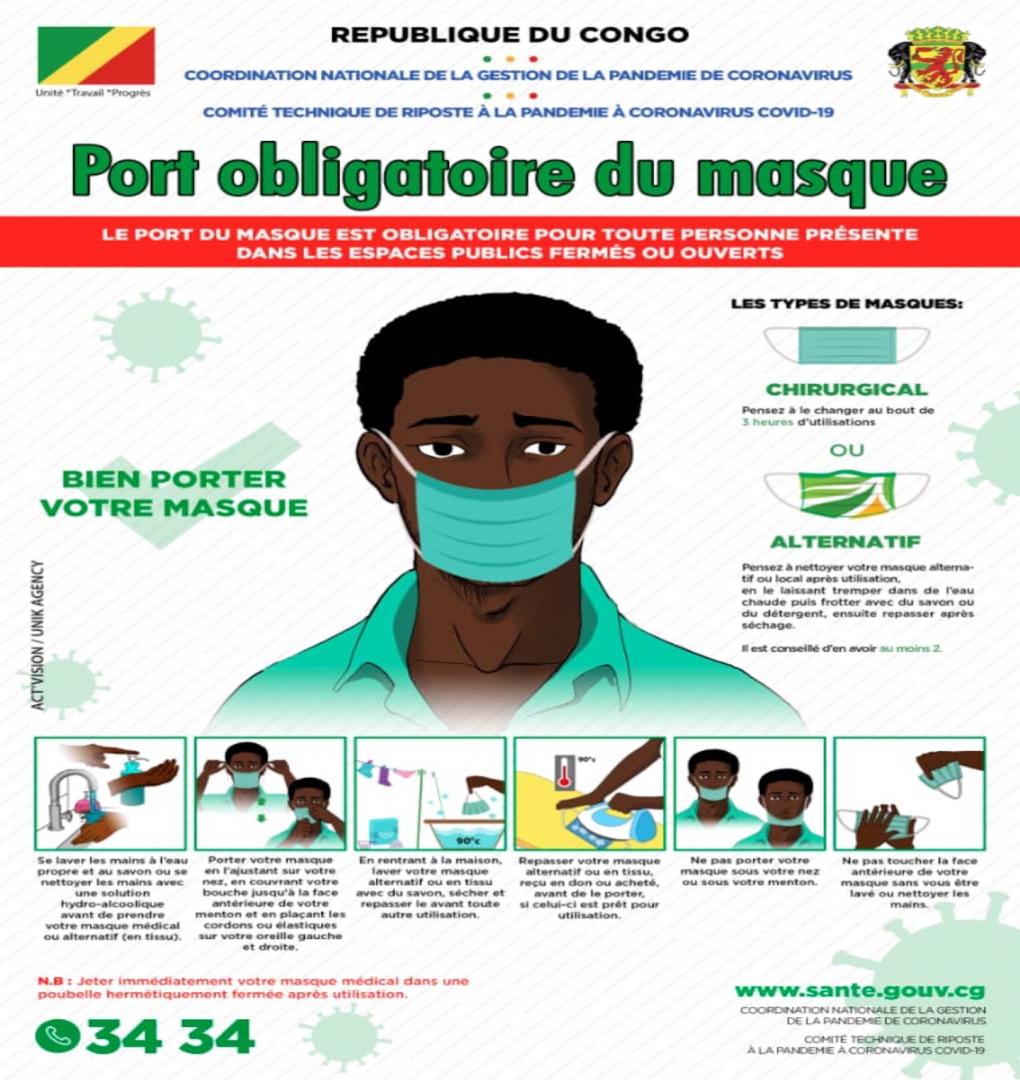 REPUBLIQUE DU CONGO
Unité *Travail *Progrès
COORDINATION NATIONALE DE LA GESTION DE LA PANDEMIE DE CORONAVIRUS
COMITÉ TECHNIQUE DE RIPOSTE À LA PANDEMIE À CORONAVIRUS COVID-19
Port obligatoire du masque
LE PORT DU MASQUE EST OBLIGATOIRE POUR TOUTE PERSONNE PRÉSENTE
DANS LES ESPACES PUBLICS FERMÉS OU OUVERTS
LES TYPES DE MASQUES:
CHIRURGICAL
Pensez à le changer au bout de
3 heures d'utilisations
OU
ALTERNATIF
Pensez à nettoyer votre masque alterna-
tif ou local après utilisation,
en le laissant tremper dans de l'eau
chaude puis frotter avec du savon ou
du détergent, ensuite repasser après
séchage.
Il est conseillé d'en avoir au moins 2.
BIEN PORTER
VOTRE MASQUE
ACT'VISION / UNIK AGENCY
Se laver les mains à l'eau
propre et au savon ou se
nettoyer les mains avec
une solution
hydro-alcoolique
avant de prendre
votre masque médical
ou alternatif (en tissu).
Porter votre masque
en l'ajustant sur votre
nez, en couvrant votre
bouche jusqu'à la face
antérieure de votre
menton et en plaçant les
cordons ou élastiques
sur votre oreille gauche
et droite.
90°c
En rentrant à la maison,
laver votre masque
alternatif ou en tissu
avec du savon, sécher et
repasser le avant toute
autre utilisation.
90°c
Repasser votre masque
alternatif ou en tissu,
reçu en don ou acheté,
avant de le porter,
si celui-ci est prêt pour
utilisation.
Ne pas porter votre
masque sous votre nez
ou sous votre menton.
Ne pas toucher la face
antérieure de votre
masque sans vous être
lavé ou nettoyer les
mains.
N.B : Jeter immédiatement votre masque médical dans une
poubelle hermétiquement fermée après utilisation.
34 34
www.sante.gouv.cg
COORDINATION NATIONALE DE LA GESTION
DE LA PANDEMIE DE CORONAVIRUS
COMITÉ TECHNIQUE DE RIPOSTE
À LA PANDEMIE À CORONAVIRUS COVID-19